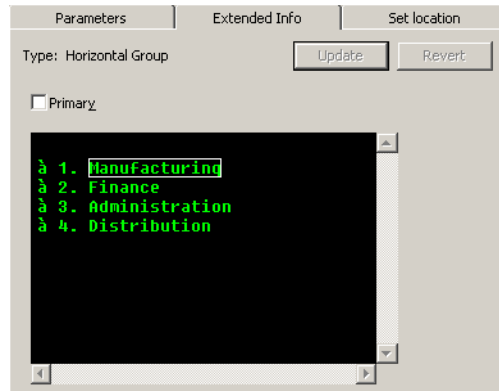 Parameters Extended Info Set location
Type: Horizontal Group Update Revert
Primary
à 1. Manufacturing
à 2. Finance
à 3. Administration
à 4. Distribution